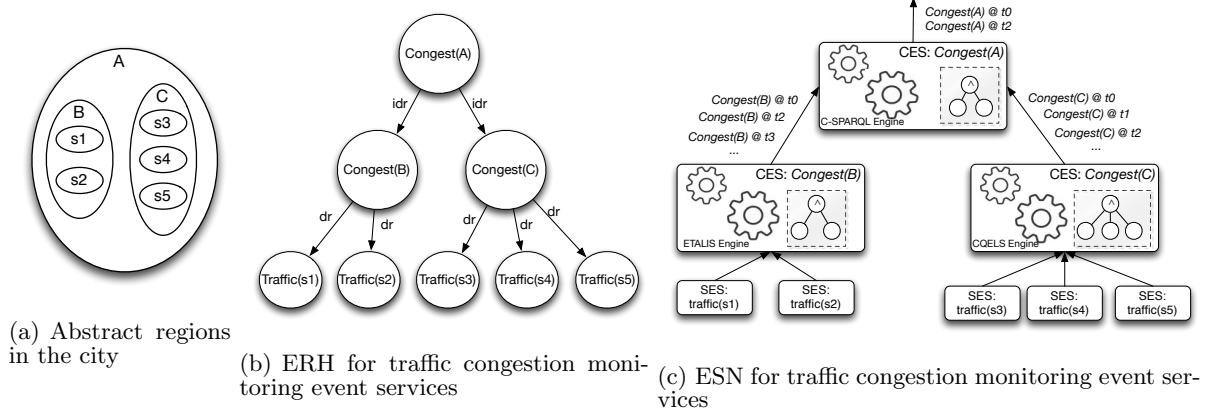 A
B
s1
s2
C
s3
s4
s5
(a) Abstract regions
in the city
Congest(A)
idr
idr
Congest(B)
Congest(C)
dr
dr
dr
dr
dr
Traffic(s1)
Traffic(s2)
Traffic(s3)
Traffic(s4)
Traffic(s5)
(b) ERH for traffic congestion moni-
toring event services
Congest(A) @ t0
Congest(A) @ t2
CES: Congest(A)
^
C-SPARQL Engine
Congest(B) @ t0
Congest(B) @ t2
Congest(B) @ t3
...
Congest(C) @ t0
Congest(C) @ t1
Congest(C) @ t2
...
CES: Congest(B)
^
ETALIS Engine
CES: Congest(C)
^
CQELS Engine
SES:
traffic(s1)
SES:
traffic(s2)
SES:
traffic(s3)
SES:
traffic(s4)
SES:
traffic(s5)
(c) ESN for traffic congestion monitoring event ser-
vices